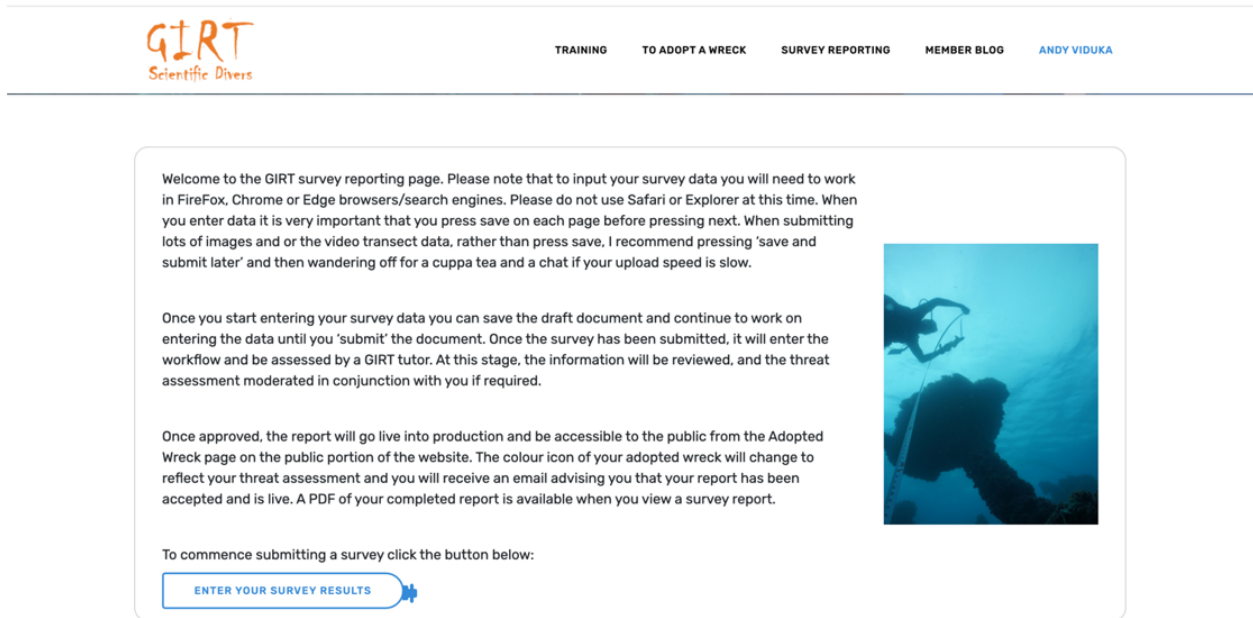 GIRT
Scientific Divers
TRAINING
TO ADOPT A WRECK
SURVEY REPORTING
MEMBER BLOG
ANDY VIDUKA
Welcome to the GIRT survey reporting page. Please note that to input your survey data you will need to work
in FireFox, Chrome or Edge browsers/search engines. Please do not use Safari or Explorer at this time. When
you enter data it is very important that you press save on each page before pressing next. When submitting
lots of images and or the video transect data, rather than press save, I recommend pressing ‘save and
submit later’ and then wandering off for a cuppa tea and a chat if your upload speed is slow.
Once you start entering your survey data you can save the draft document and continue to work on
entering the data until you ‘submit’ the document. Once the survey has been submitted, it will enter the
workflow and be assessed by a GIRT tutor. At this stage, the information will be reviewed, and the threat
assessment moderated in conjunction with you if required.
Once approved, the report will go live into production and be accessible to the public from the Adopted
Wreck page on the public portion of the website. The colour icon of your adopted wreck will change to
reflect your threat assessment and you will receive an email advising you that your report has been
accepted and is live. A PDF of your completed report is available when you view a survey report.
To commence submitting a survey click the button below:
ENTER YOUR SURVEY RESULTS